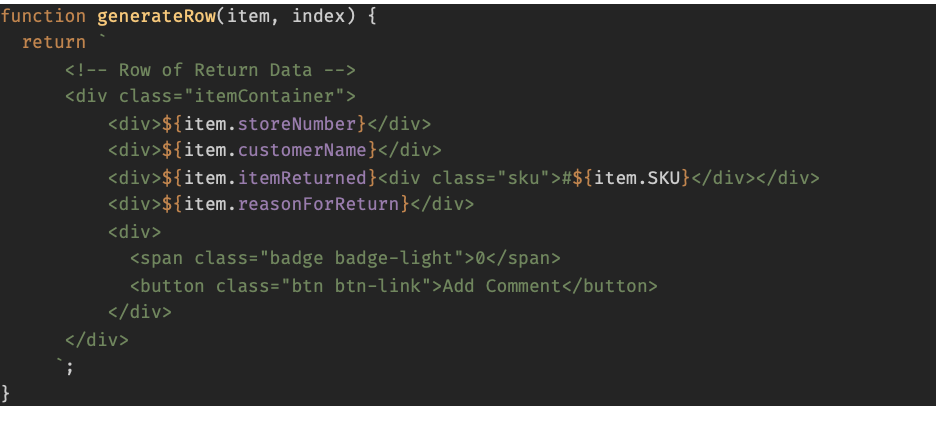 function generateRow(item, index) {
  return `
      <!-- Row of Return Data -->
      <div class="itemContainer">
          <div>${item.storeNumber}</div>
          <div>${item.customerName}</div>
          <div>${item.itemReturned}<div class="sku">#${item.SKU}</div></div>
          <div>${item.reasonForReturn}</div>
          <div>
            <span class="badge badge-light">0</span>
            <button class="btn btn-link">Add Comment</button>
          </div>
      </div>
     `;
}